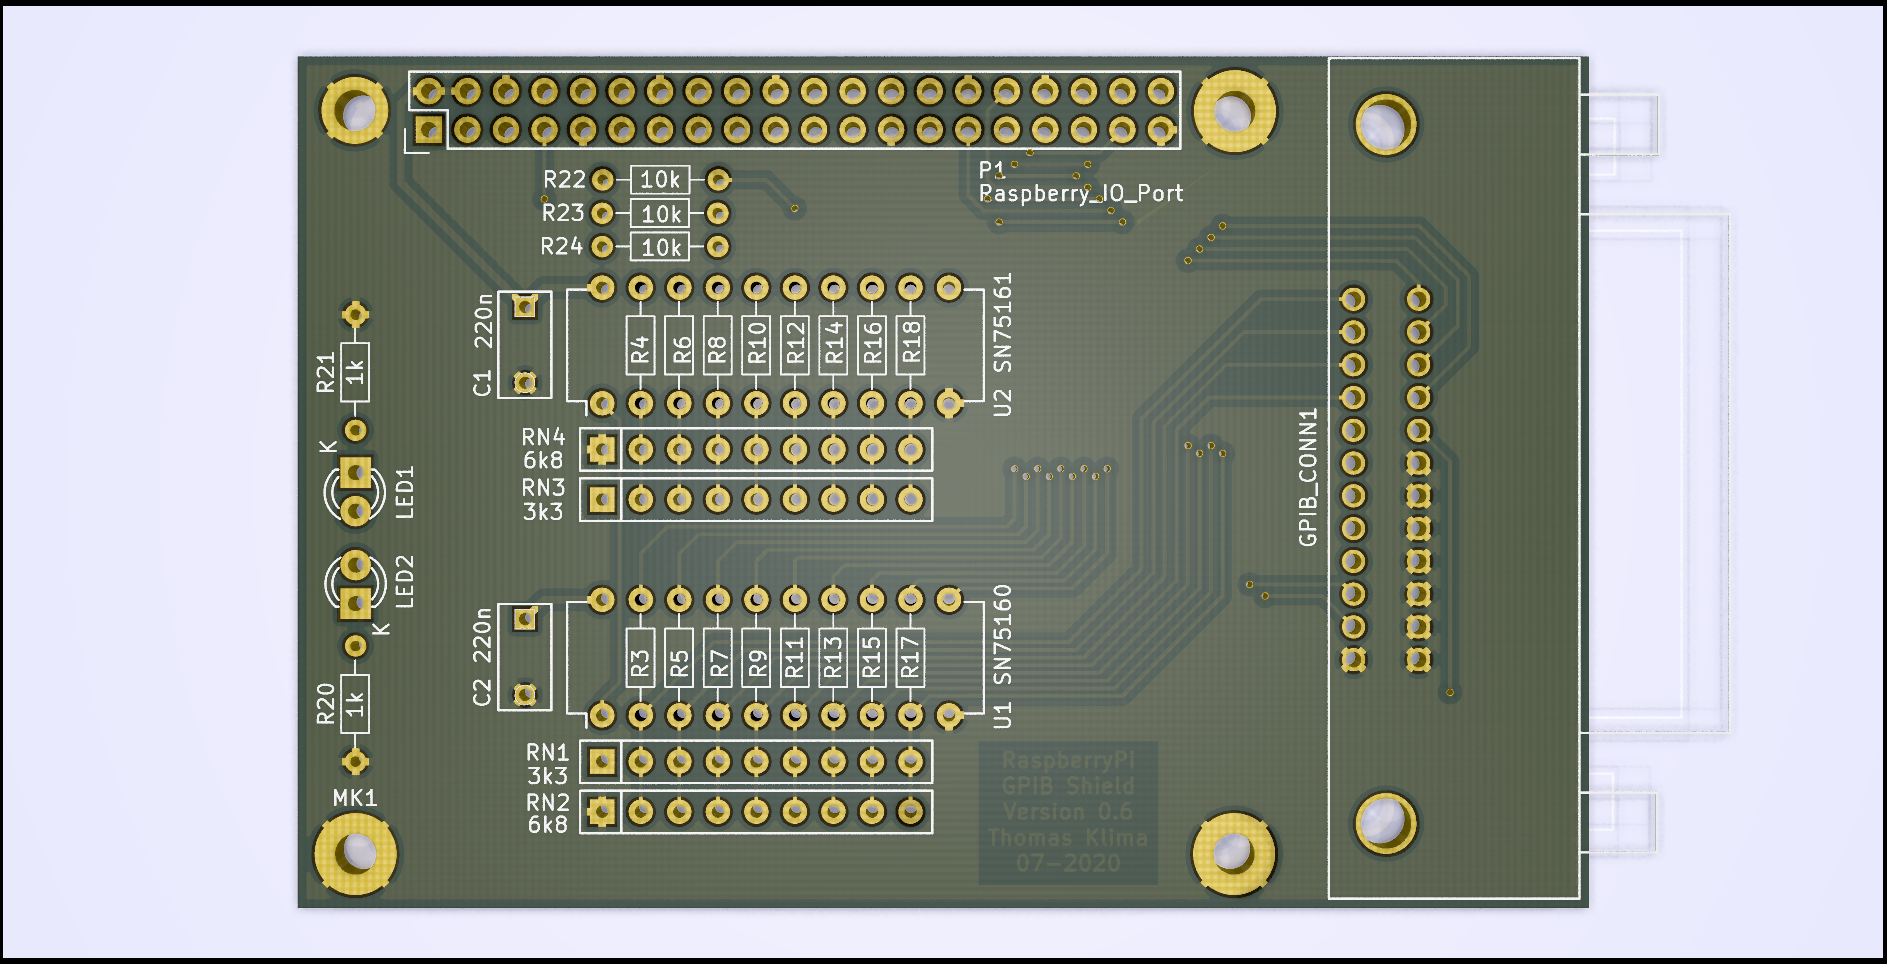 P1
Raspberry_IO_Port
R22
10k
R23
10k
R24
10k
220n
C1
R4
R6
R8
R10
R12
R14
R16
R18
SN75161
U2
R21
1k
K
LED1
RN4
6k8
RN3
3k3
GPIB_CONN1
LED2
K
220n
C2
R3
R5
R7
R9
R11
R13
R15
R17
SN75160
U1
R20
1k
MK1
RN1
3k3
RN2
6k8
RaspberryPI
GPIB Shield
Version 0.6
Thomas Klima
07-2020